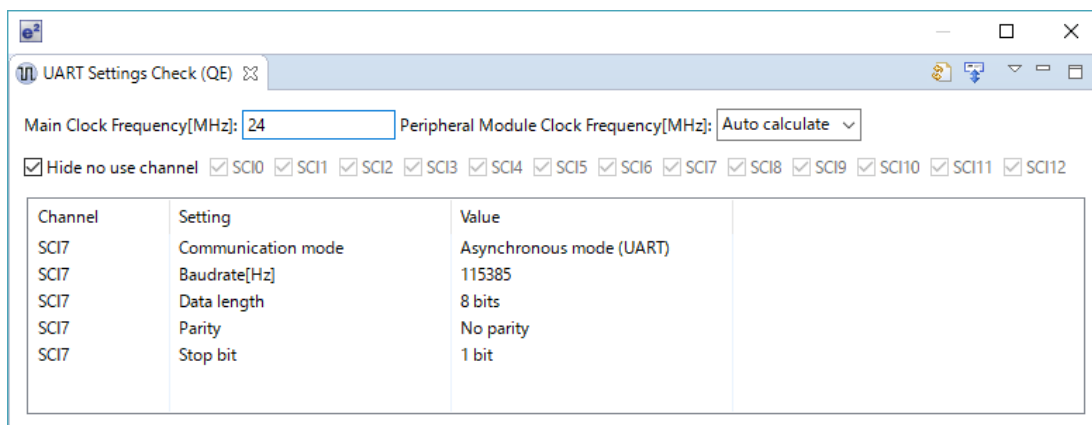 e²
UART Settings Check (QE)
Main Clock Frequency[MHz]: 24 Peripheral Module Clock Frequency[MHz]: Auto calculate
Hide no use channel SCI0 SCI1 SCI2 SCI3 SCI4 SCI5 SCI6 SCI7 SCI8 SCI9 SCI10 SCI11 SCI12
Channel Setting Value
SCI7 Communication mode Asynchronous mode (UART)
SCI7 Baudrate[Hz] 115385
SCI7 Data length 8 bits
SCI7 Parity No parity
SCI7 Stop bit 1 bit